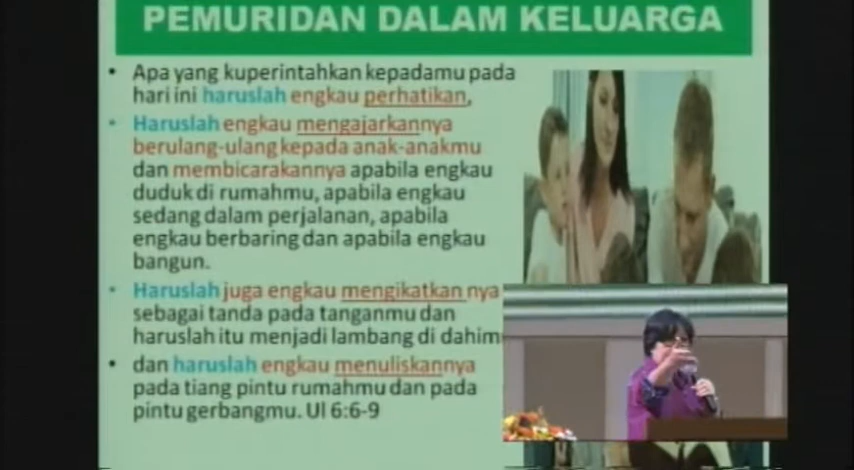 PEMURIDAN DALAM KELUARGA
• Apa yang kuperintahkan kepadamu pada
hari ini haruslah engkau perhatikan,
• Haruslah engkau mengajarkannya
berulang-ulang kepada anak-anakmu
dan membicarakannya apabila engkau
duduk di rumahmu, apabila engkau
sedang dalam perjalanan, apabila
engkau berbaring dan apabila engkau
bangun.
• Haruslah juga engkau mengikatkan nya
sebagai tanda pada tanganmu dan
haruslah itu menjadi lambang di dahim
• dan haruslah engkau menuliskannya
pada tiang pintu rumahmu dan pada
pintu gerbangmu. Ul 6:6-9